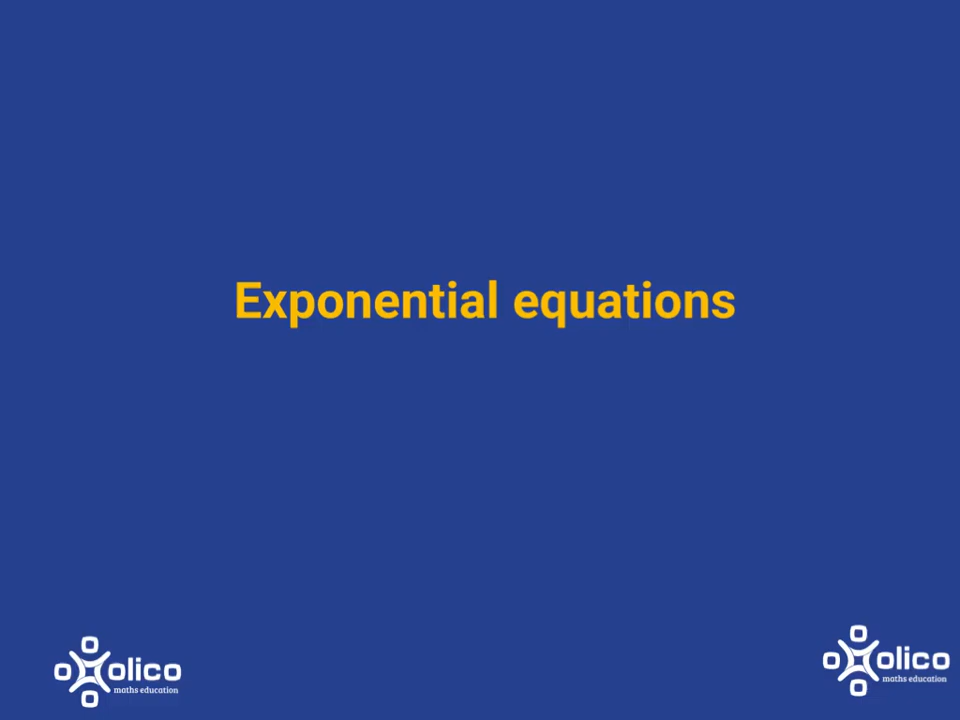 Exponential equations
olico
maths education
olico
maths education